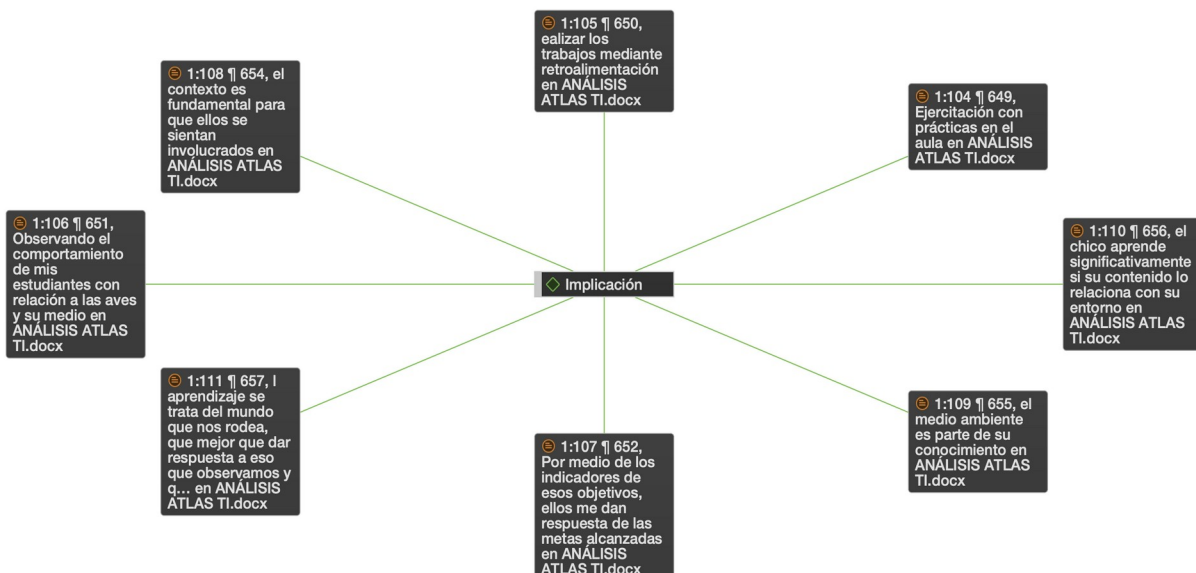 1:105 ¶ 650,
ealizar los
trabajos mediante
retroalimentación
en ANÁLISIS
ATLAS TI.docx
1:108 ¶ 654, el
contexto es
fundamental para
que ellos se
sientan
involucrados en
ANÁLISIS ATLAS
TI.docx
1:104 ¶ 649,
Ejercitación con
prácticas en el
aula en ANÁLISIS
ATLAS TI.docx
1:106 ¶ 651,
Observando el
comportamiento
de mis
estudiantes con
relación a las aves
y su medio en
ANÁLISIS ATLAS
TI.docx
Implicación
1:110 ¶ 656, el
chico aprende
significativamente
si su contenido lo
relaciona con su
entorno en
ANÁLISIS ATLAS
TI.docx
1:111 ¶ 657, l
aprendizaje se
trata del mundo
que nos rodea,
que mejor que dar
respuesta a eso
que observamos y
q... en ANÁLISIS
ATLAS TI.docx
1:107 ¶ 652,
Por medio de los
indicadores de
esos objetivos,
ellos me dan
respuesta de las
metas alcanzadas
en ANÁLISIS
ATLAS TI.docx
1:109 ¶ 655, el
medio ambiente
es parte de su
conocimiento en
ANÁLISIS ATLAS
TI.docx